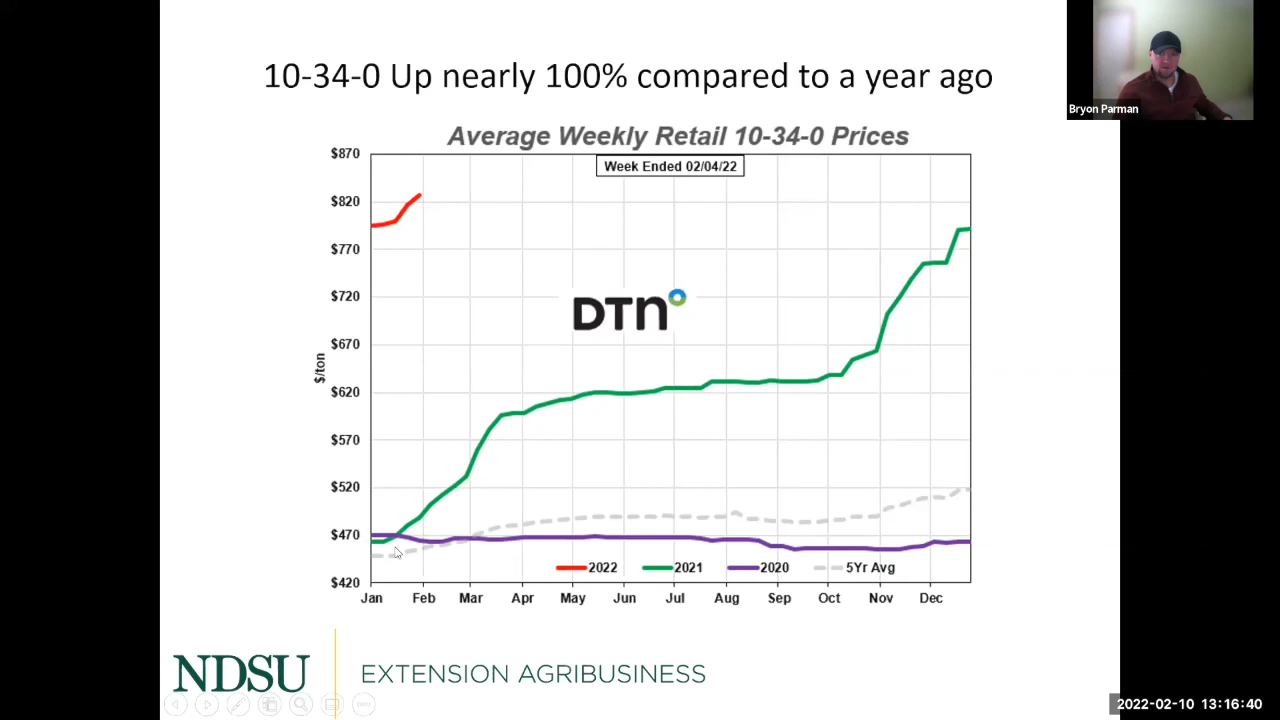 10-34-0 Up nearly 100% compared to a year ago
Bryon Parman
Average Weekly Retail 10-34-0 Prices
Week Ended 02/04/22
$870
$820
$770
$720
$670
$620
$570
$520
$470
$420
$/ton
DTN
2022 2021 2020 5Yr Avg
Jan Feb Mar Apr May Jun Jul Aug Sep Oct Nov Dec
NDSU EXTENSION AGRIBUSINESS
2022-02-10 13:16:40